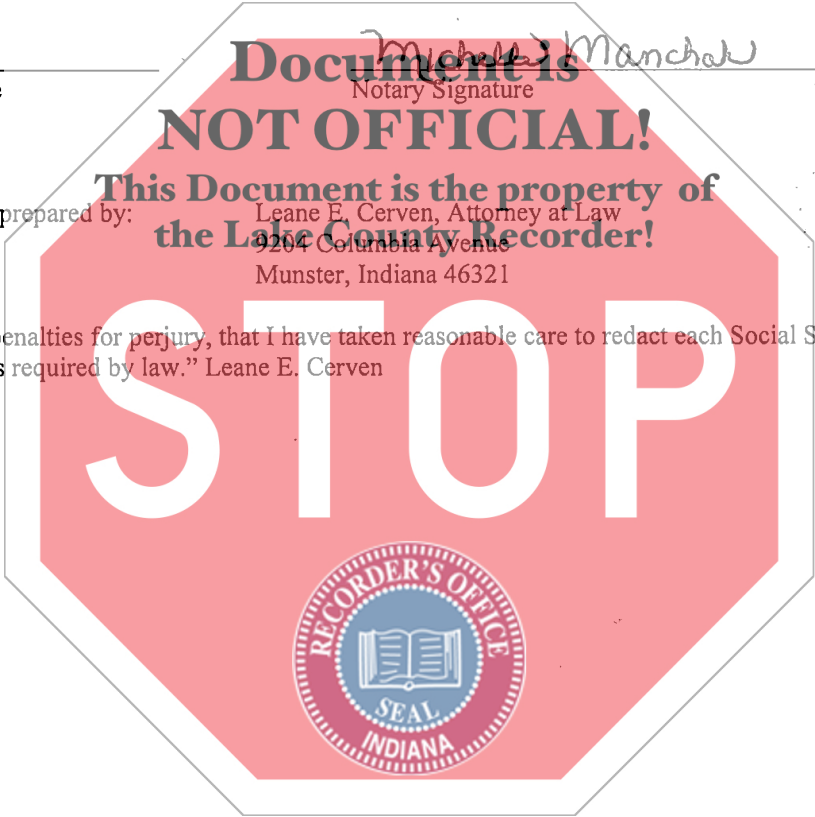 Michelle
Document is
Notary Signature
NOT OFFICIAL!
This Document is the property of
prepared by: Leane E. Cerven, Attorney at Law
the Lake County Recorder!
9204 Columbia Avenue
Munster, Indiana 46321
enalties for perjury, that I have taken reasonable care to redact each Social S
s required by law.” Leane E. Cerven
STOP
RECORDER'S OFFICE
SEAL
INDIANA